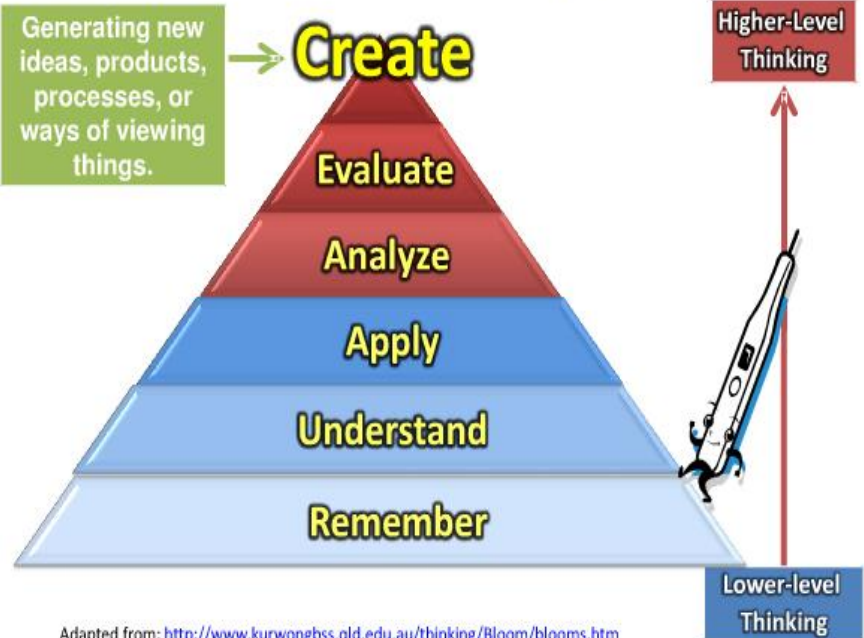 Generating new
ideas, products,
processes, or
ways of viewing
things.
Create
Higher-Level
Thinking
Evaluate
Analyze
Apply
Understand
Remember
Lower-level
Thinking
Adapted from: http://www.kurwongbss.qld.edu.au/thinking/Bloom/blooms.htm